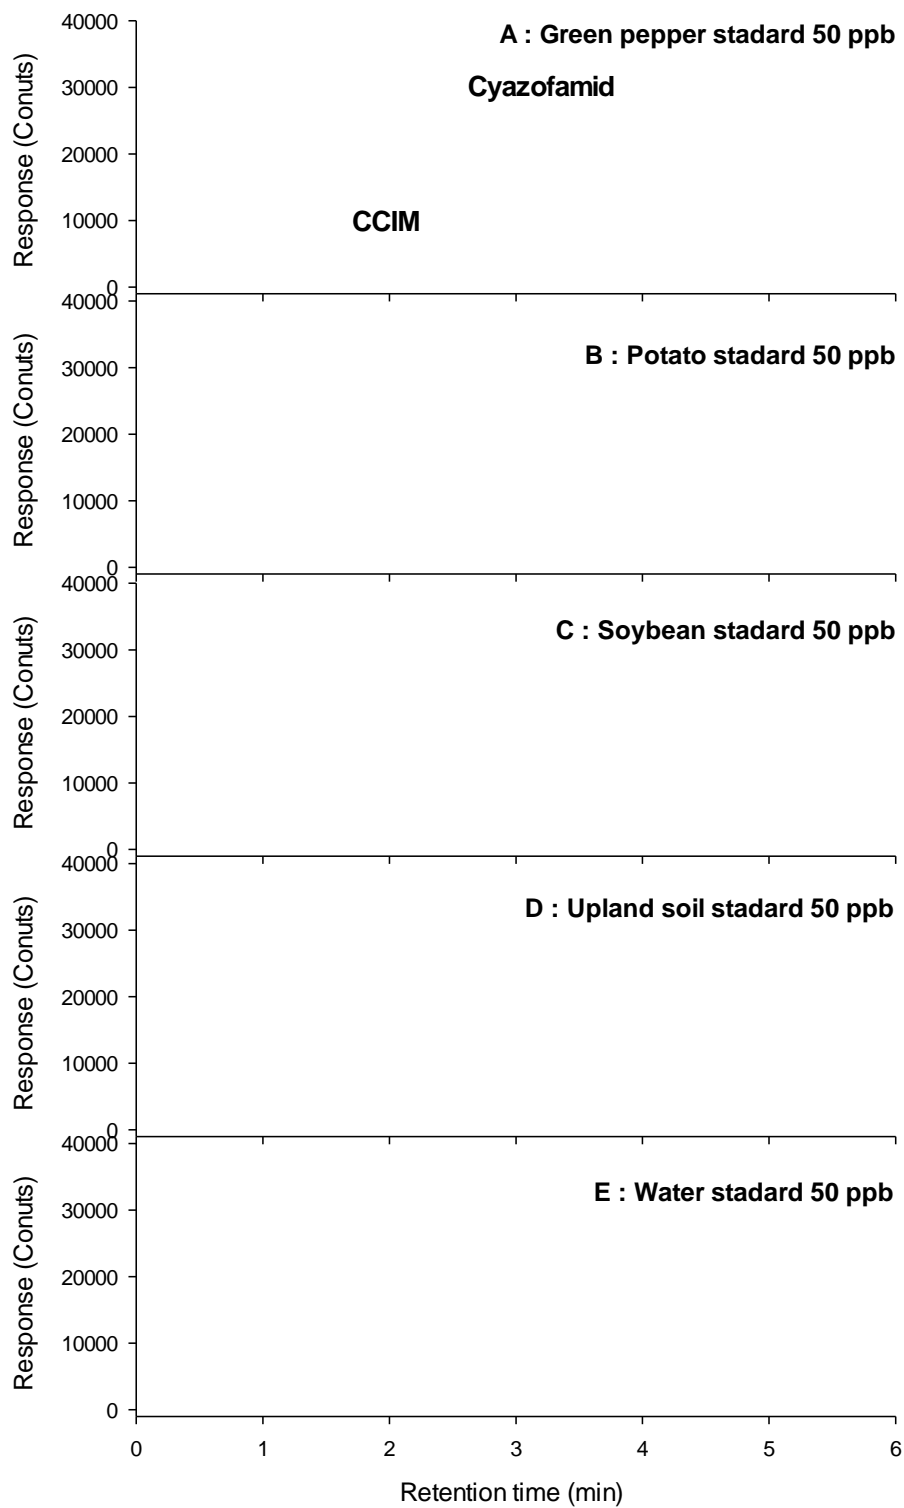 A : Green pepper stadard 50 ppb
Cyazofamid
CCIM
Response (Conuts)
40000
30000
20000
10000
0
B : Potato stadard 50 ppb
Response (Conuts)
40000
30000
20000
10000
0
C : Soybean stadard 50 ppb
Response (Conuts)
40000
30000
20000
10000
0
D : Upland soil stadard 50 ppb
Response (Conuts)
40000
30000
20000
10000
0
E : Water stadard 50 ppb
Response (Conuts)
40000
30000
20000
10000
0
0 1 2 3 4 5 6
Retention time (min)